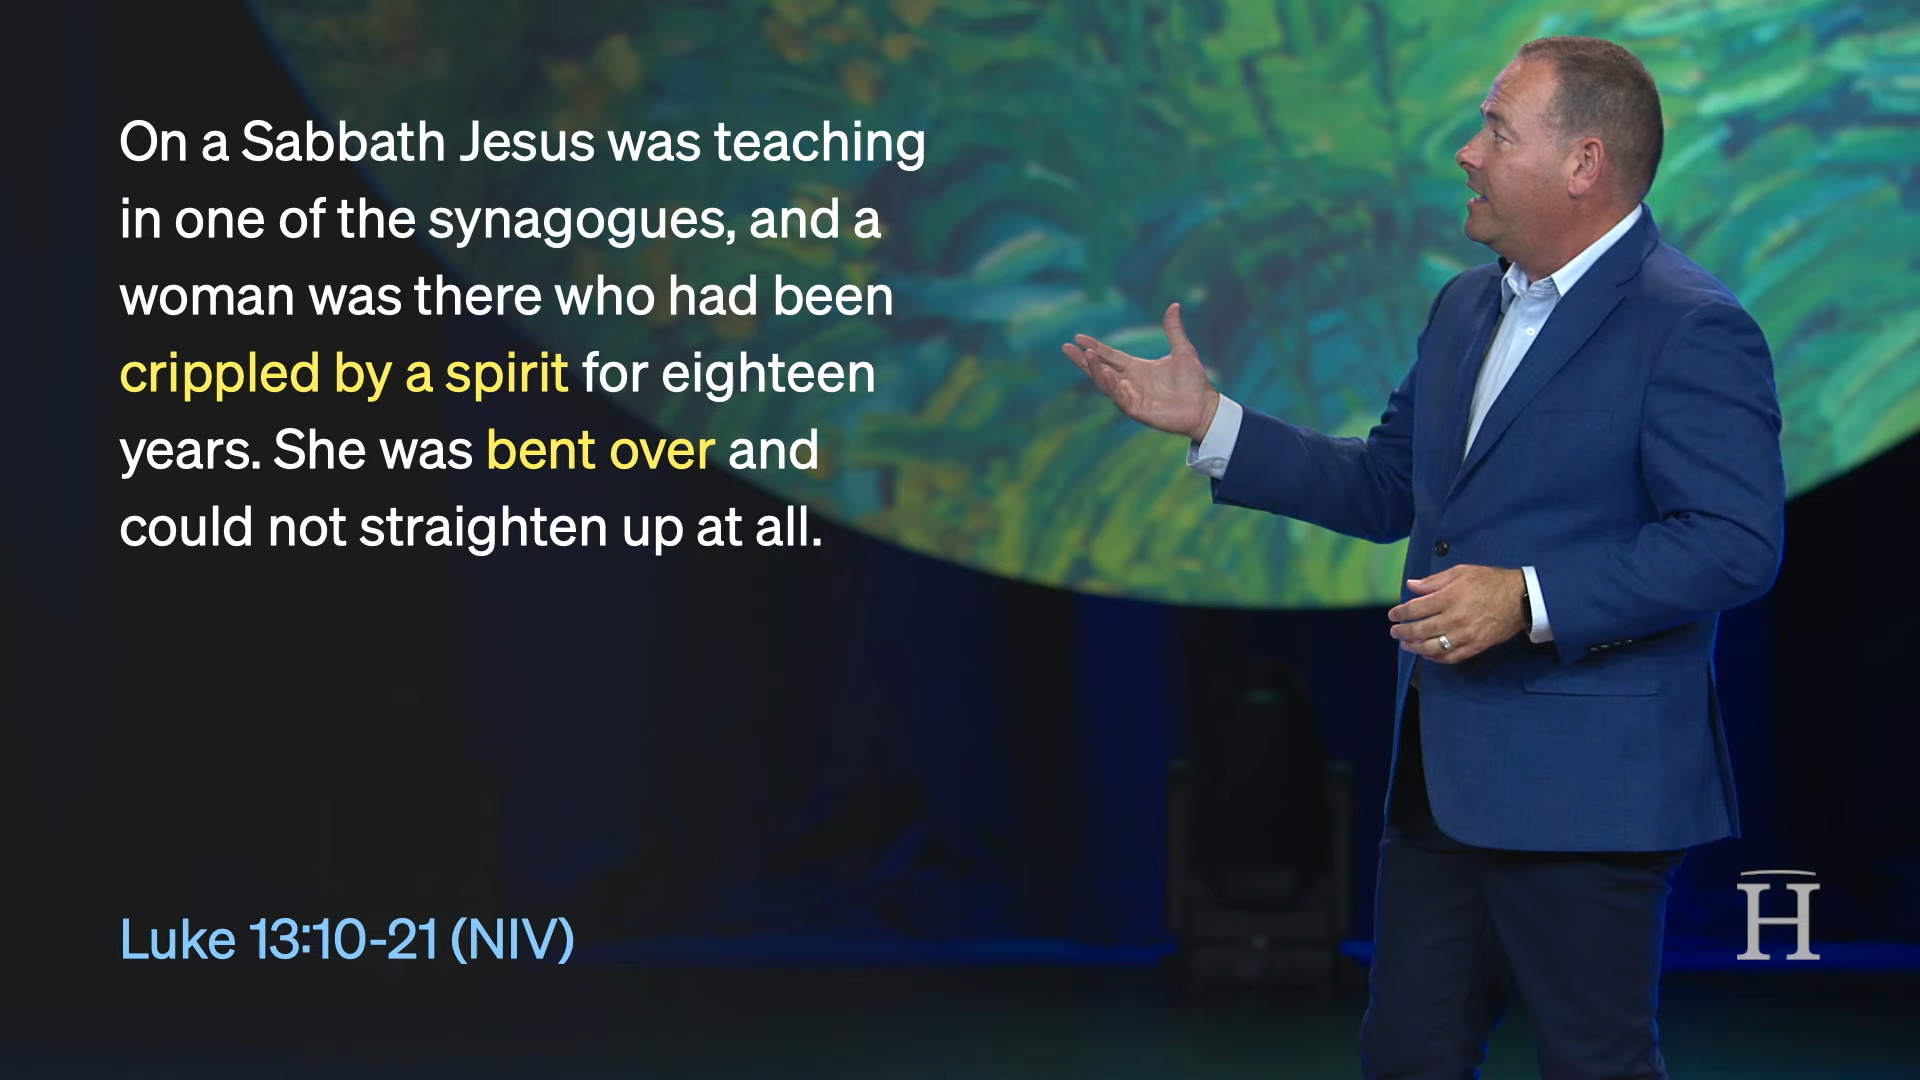 On a Sabbath Jesus was teaching
in one of the synagogues, and a
woman was there who had been
crippled by a spirit for eighteen
years. She was bent over and
could not straighten up at all.
Luke 13:10-21 (NIV)
H